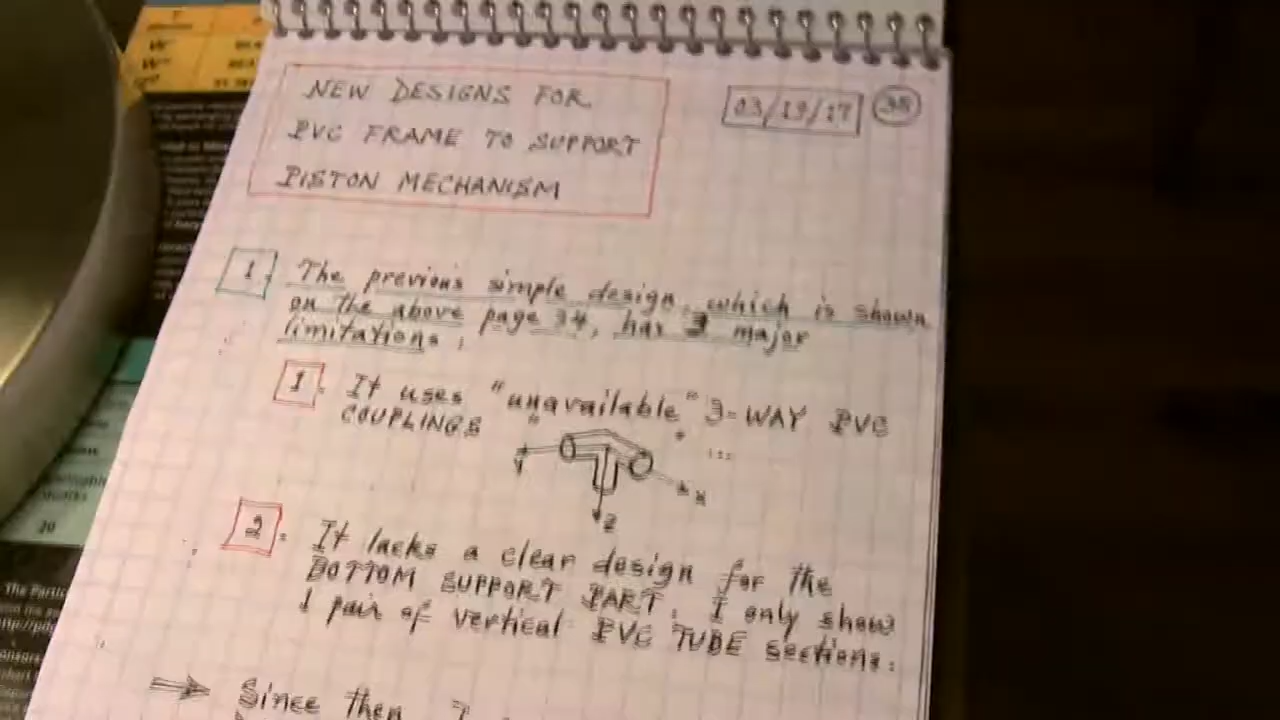 NEW DESIGNS FOR
PVC FRAME TO SUPPORT
PISTON MECHANISM
03/19/17
1. The previous simple design, which is shown
on the above page 34, has 3 major
limitations:
1. It uses "unavailable" 3-WAY PVC
COUPLINGS
Y
X
Z
2. It lacks a clear design for the
BOTTOM SUPPORT PART. I only show
1 pair of vertical PVC TUBE sections.
⇒ Since then
The Partic
20